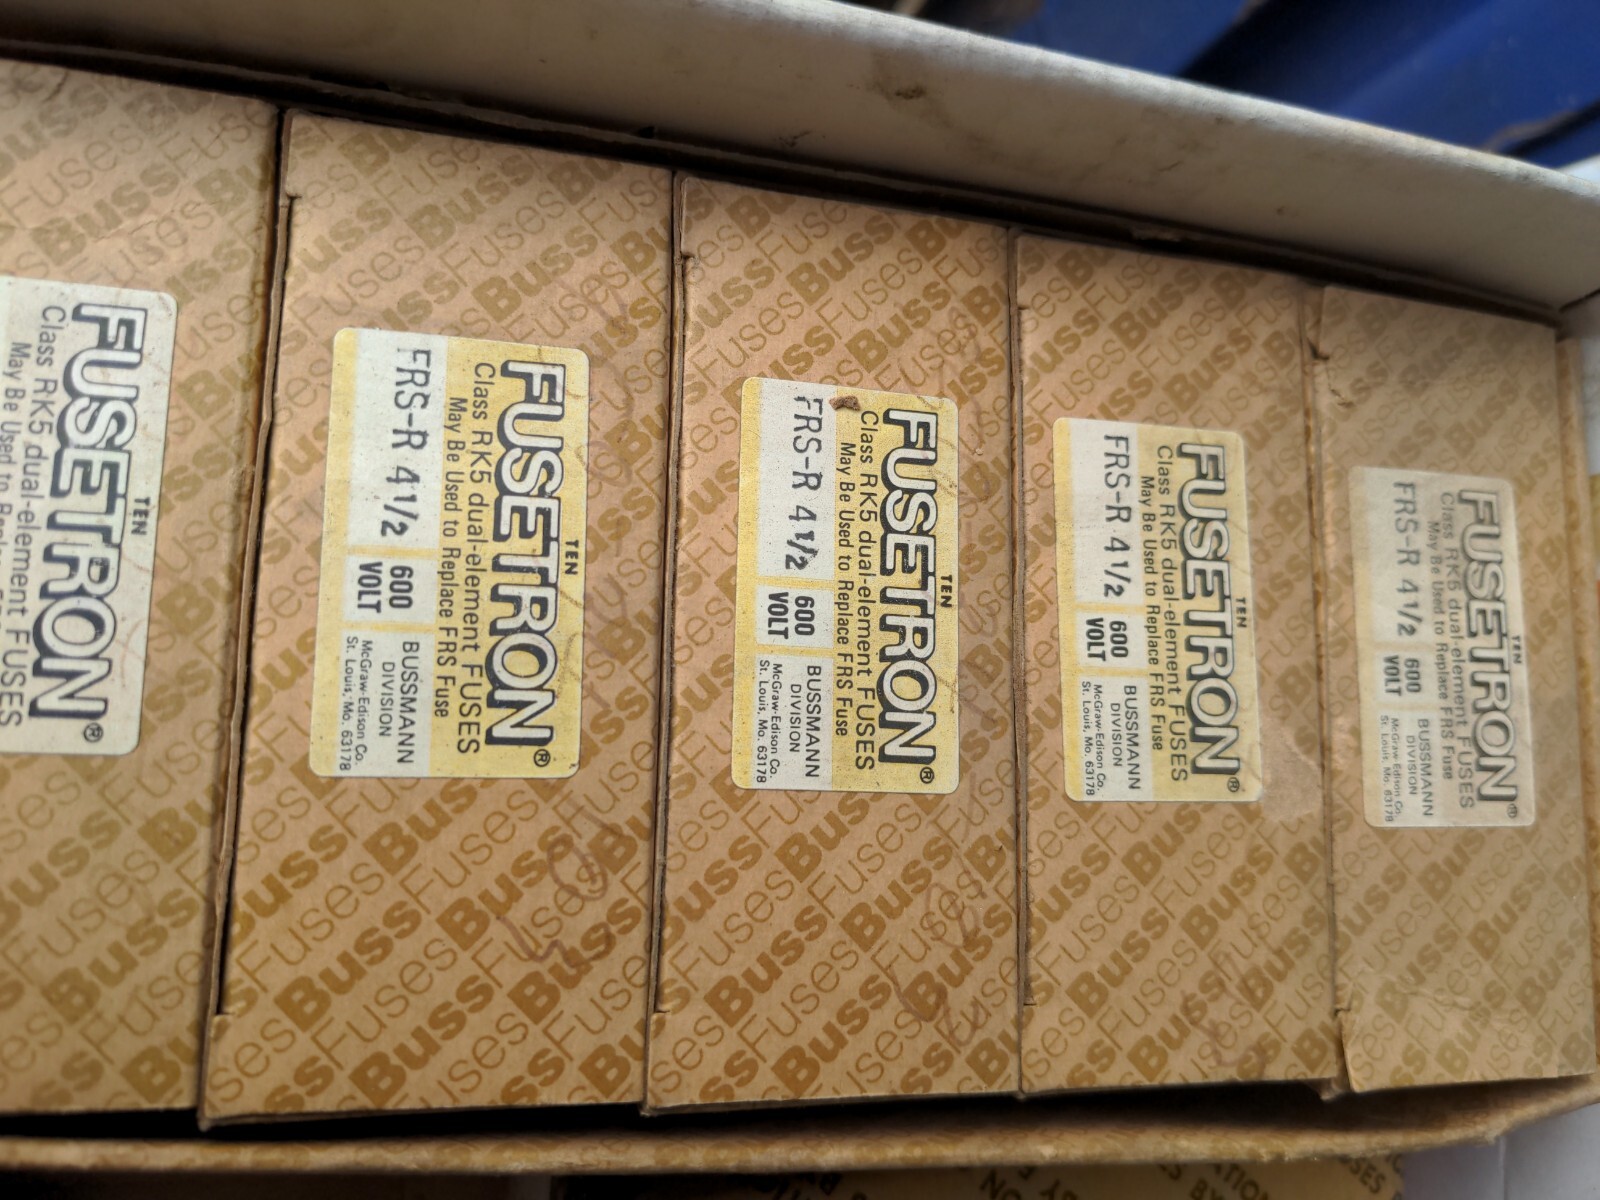 TEN
FUSETRON®
Class RK5 dual-element FUSES
May Be Used to Replace
TEN
FUSETRON®
Class RK5 dual-element FUSES
May Be Used to Replace FRS Fuse
FRS-R 4 1/2
600
VOLT
BUSSMANN
DIVISION
McGraw-Edison Co.
St. Louis, Mo. 63178
TEN
FUSETRON®
Class RK5 dual-element FUSES
May Be Used to Replace FRS Fuse
FRS-R 4 1/2
600
VOLT
BUSSMANN
DIVISION
McGraw-Edison Co.
St. Louis, Mo. 63178
TEN
FUSETRON®
Class RK5 dual-element FUSES
May Be Used to Replace FRS Fuse
FRS-R 4 1/2
600
VOLT
BUSSMANN
DIVISION
McGraw-Edison Co.
St. Louis, Mo. 63178
TEN
FUSETRON®
Class RK5 dual-element FUSES
May Be Used to Replace FRS Fuse
FRS-R 4 1/2
600
VOLT
BUSSMANN
DIVISION
McGraw-Edison Co.
St. Louis, Mo. 63178
BussFuses